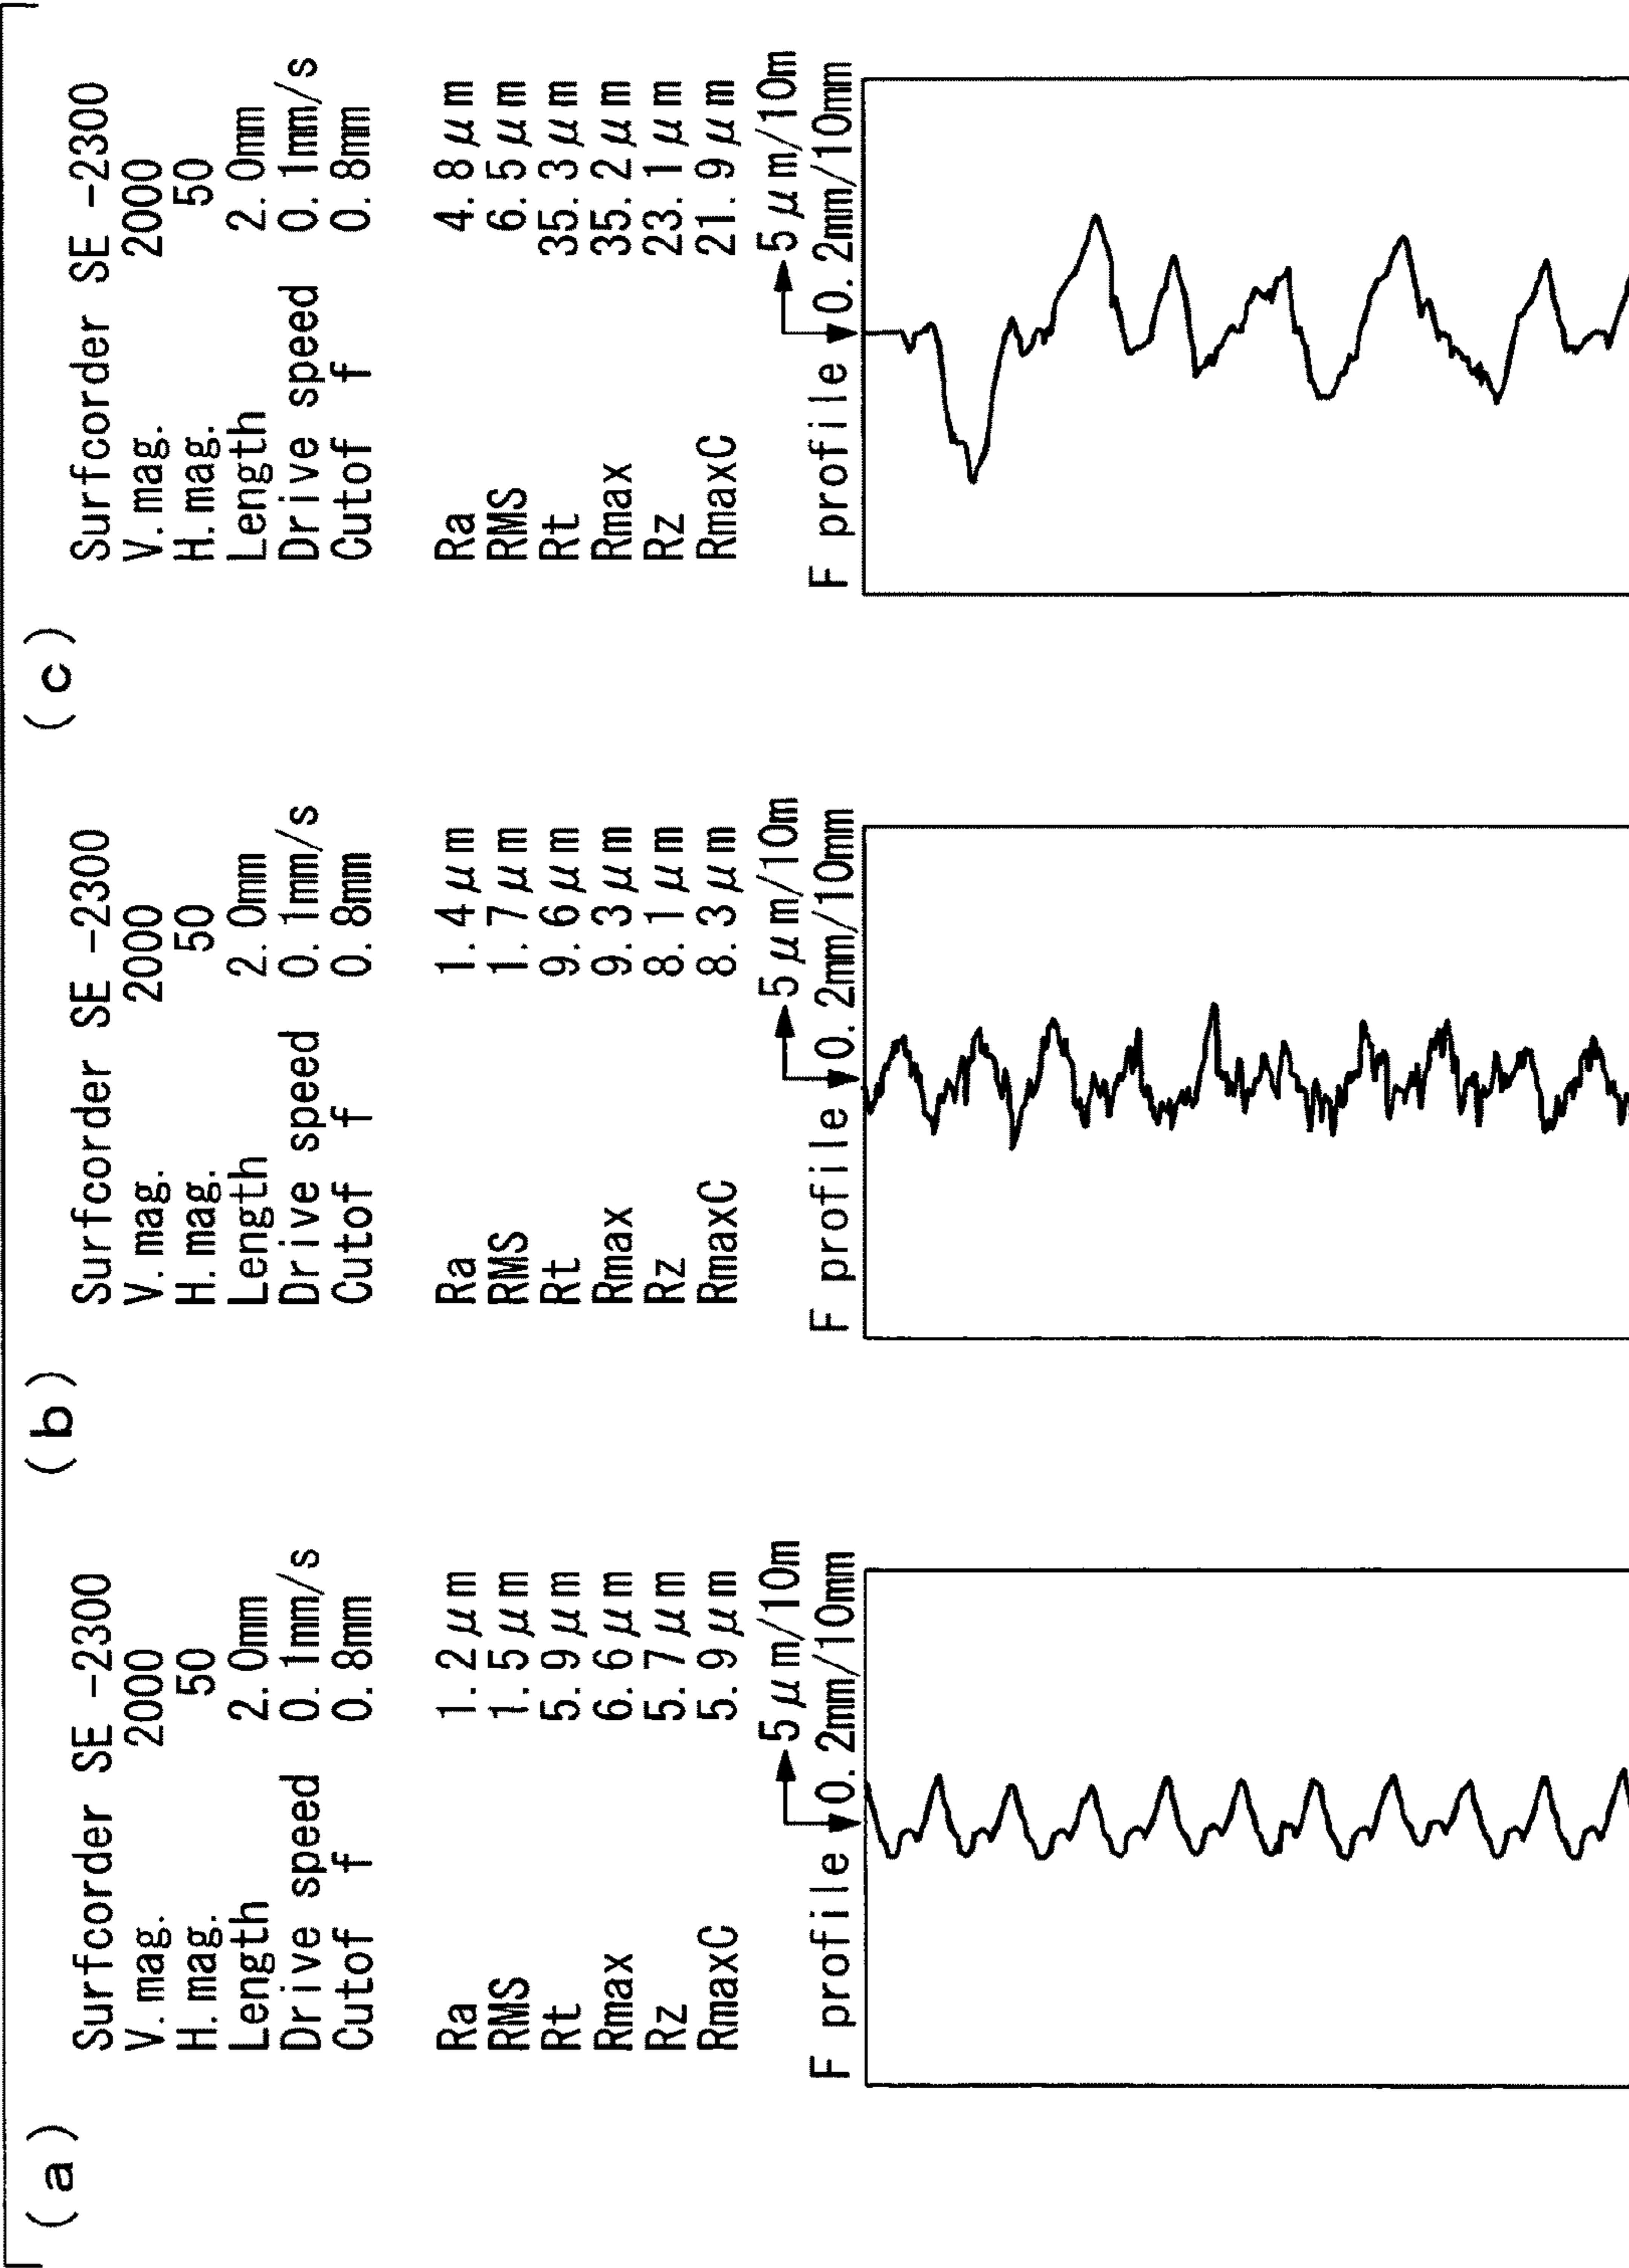 (a)
Surfcorder SE-2300
V.mag. 2000
H.mag. 50
Length 2.0mm
Drive speed 0.1mm/s
Cutof f 0.8mm
Ra 1.2μm
RMS 1.5μm
Rt 5.9μm
Rmax 6.6μm
Rz 5.7μm
RmaxC 5.9μm
5μm/10m
F profile 0.2mm/10mm
(b)
Surfcorder SE-2300
V.mag. 2000
H.mag. 50
Length 2.0mm
Drive speed 0.1mm/s
Cutof f 0.8mm
Ra 1.4μm
RMS 1.7μm
Rt 9.6μm
Rmax 9.3μm
Rz 8.1μm
RmaxC 8.3μm
5μm/10m
F profile 0.2mm/10mm
(c)
Surfcorder SE-2300
V.mag. 2000
H.mag. 50
Length 2.0mm
Drive speed 0.1mm/s
Cutof f 0.8mm
Ra 4.8μm
RMS 6.5μm
Rt 35.3μm
Rmax 35.2μm
Rz 23.1μm
RmaxC 21.9μm
5μm/10m
F profile 0.2mm/10mm